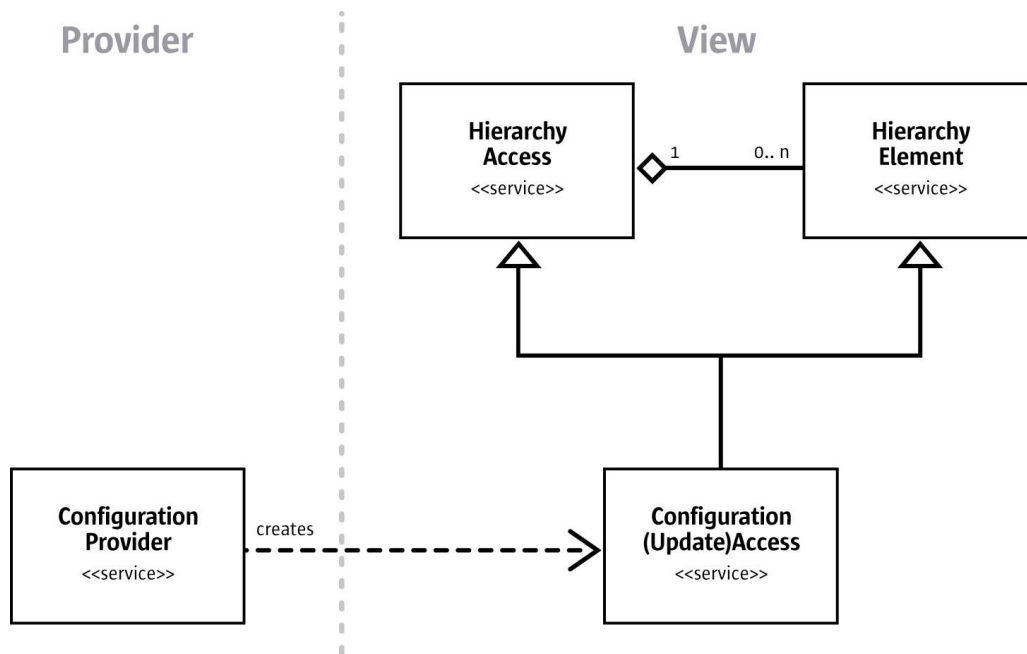 Provider
View
Hierarchy
Access
<<service>>
1
0.. n
Hierarchy
Element
<<service>>
Configuration
Provider
<<service>>
creates
Configuration
(Update)Access
<<service>>